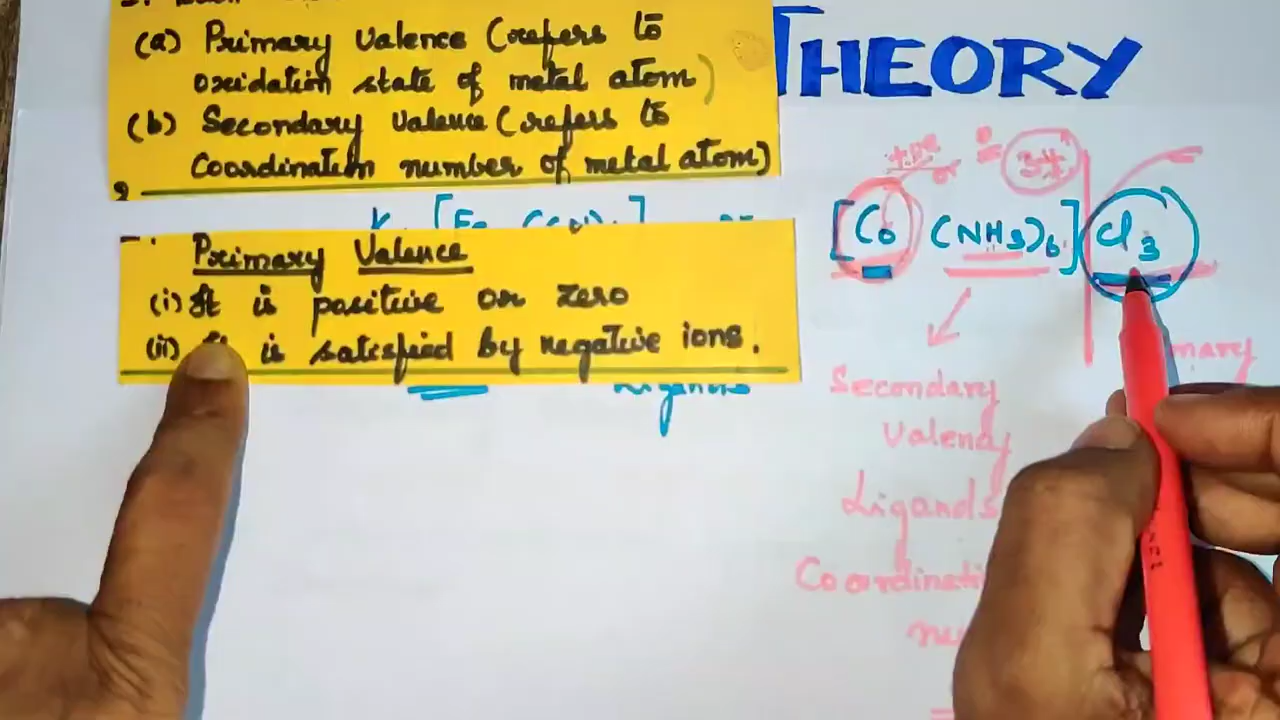 THEORY
(a) Primary Valence (refers to
oxidation state of metal atom)
(b) Secondary Valence (refers to
Coordination number of metal atom)
Primary Valence
(i) It is positive or zero
(ii) is satisfied by negative ions.
Ligands
[Co (NH3)6] Cl3
3+
Secondary
Valency
Ligands